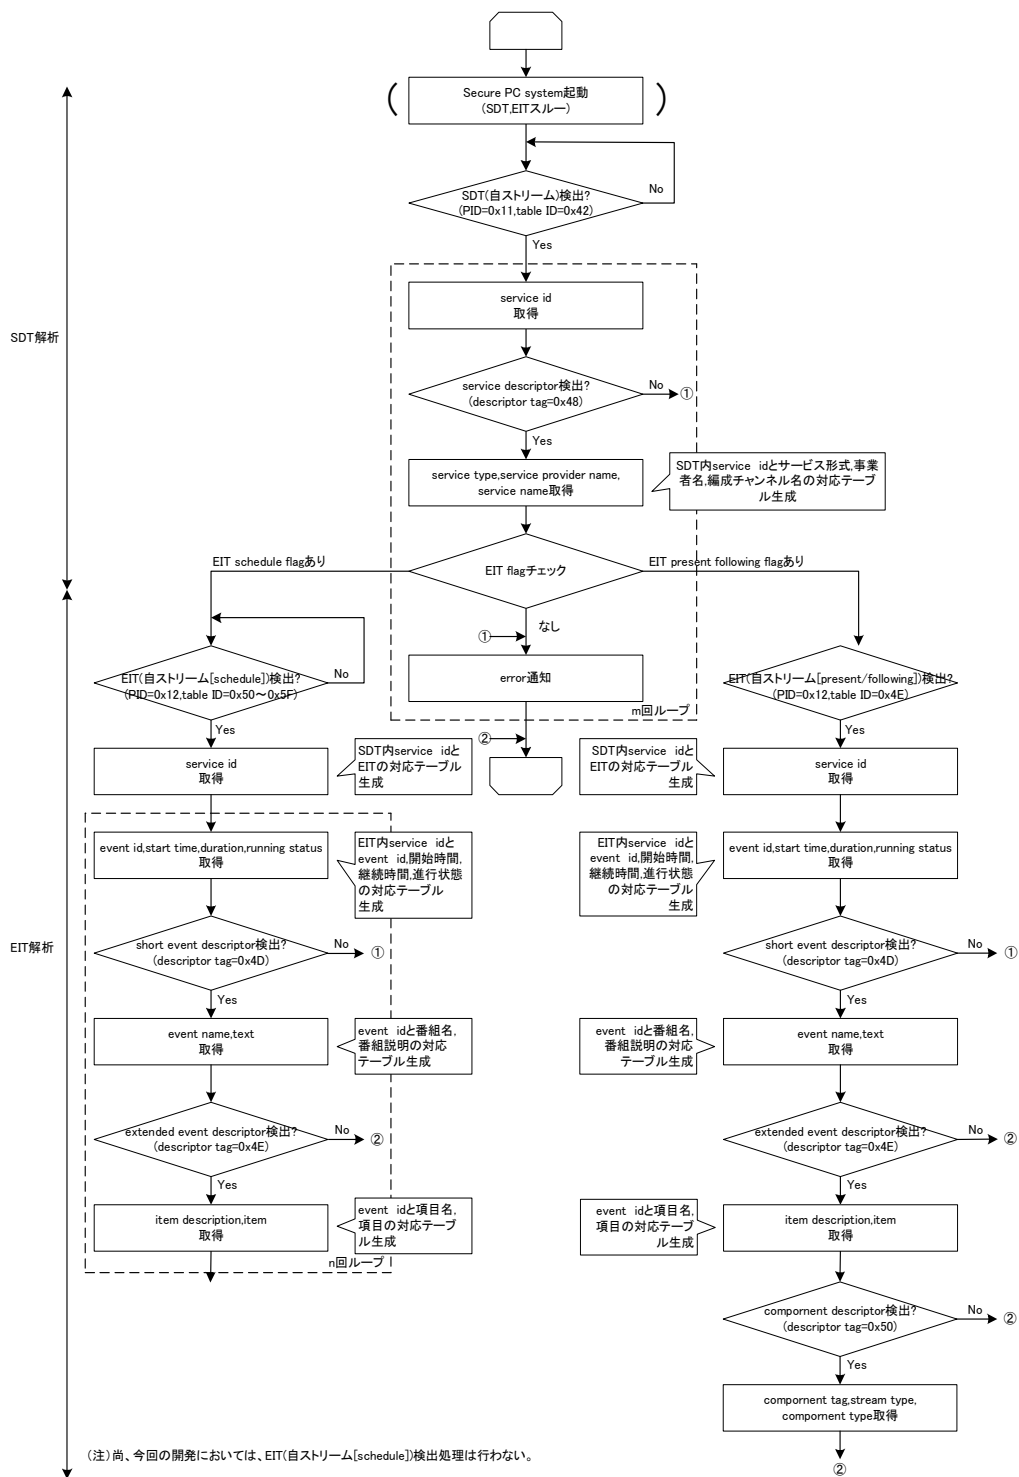 Secure PC system起動
（SDT,EITスルー）
SDT(自ストリーム)検出?
(PID=0x11,table ID=0x42)
No
Yes
service id
取得
SDT解析
service descriptor検出?
(descriptor tag=0x48)
No
①
Yes
service type,service provider name,
service name取得
SDT内service idとサービス形式,事業
者名,編成チャンネル名の対応テーブ
ル生成
EIT schedule flagあり
EIT flagチェック
EIT present following flagあり
なし
①
error通知
m回ループ
②
EIT(自ストリーム[schedule])検出?
(PID=0x12,table ID=0x50～0x5F)
No
Yes
service id
取得
SDT内service idと
EITの対応テーブル
生成
event id,start time,duration,running status
取得
EIT内service idと
event id,開始時間,
継続時間,進行状態
の対応テーブル
生成
EIT解析
short event descriptor検出?
(descriptor tag=0x4D)
No
①
Yes
event name,text
取得
event idと番組名,
番組説明の対応
テーブル生成
extended event descriptor検出?
(descriptor tag=0x4E)
No
②
Yes
item description,item
取得
event idと項目名,
項目の対応テーブ
ル生成
n回ループ
EIT(自ストリーム[present/following])検出?
(PID=0x12,table ID=0x4E)
Yes
SDT内service idと
EITの対応テーブル
生成
service id
取得
EIT内service idと
event id,開始時間,
継続時間,進行状態
の対応テーブル
生成
event id,start time,duration,running status
取得
short event descriptor検出?
(descriptor tag=0x4D)
No
①
Yes
event idと番組名,
番組説明の対応
テーブル生成
event name,text
取得
extended event descriptor検出?
(descriptor tag=0x4E)
No
②
Yes
event idと項目名,
項目の対応テーブ
ル生成
item description,item
取得
compornent descriptor検出?
(descriptor tag=0x50)
No
②
Yes
compornent tag,stream type,
compornent type取得
②
（注）尚、今回の開発においては、EIT(自ストリーム[schedule])検出処理は行わない。